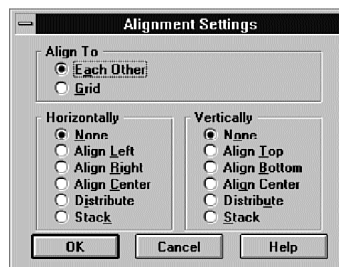 Alignment Settings
Align To
Each Other
Grid
Horizontally
None
Align Left
Align Right
Align Center
Distribute
Stack
Vertically
None
Align Top
Align Bottom
Align Center
Distribute
Stack
OK
Cancel
Help